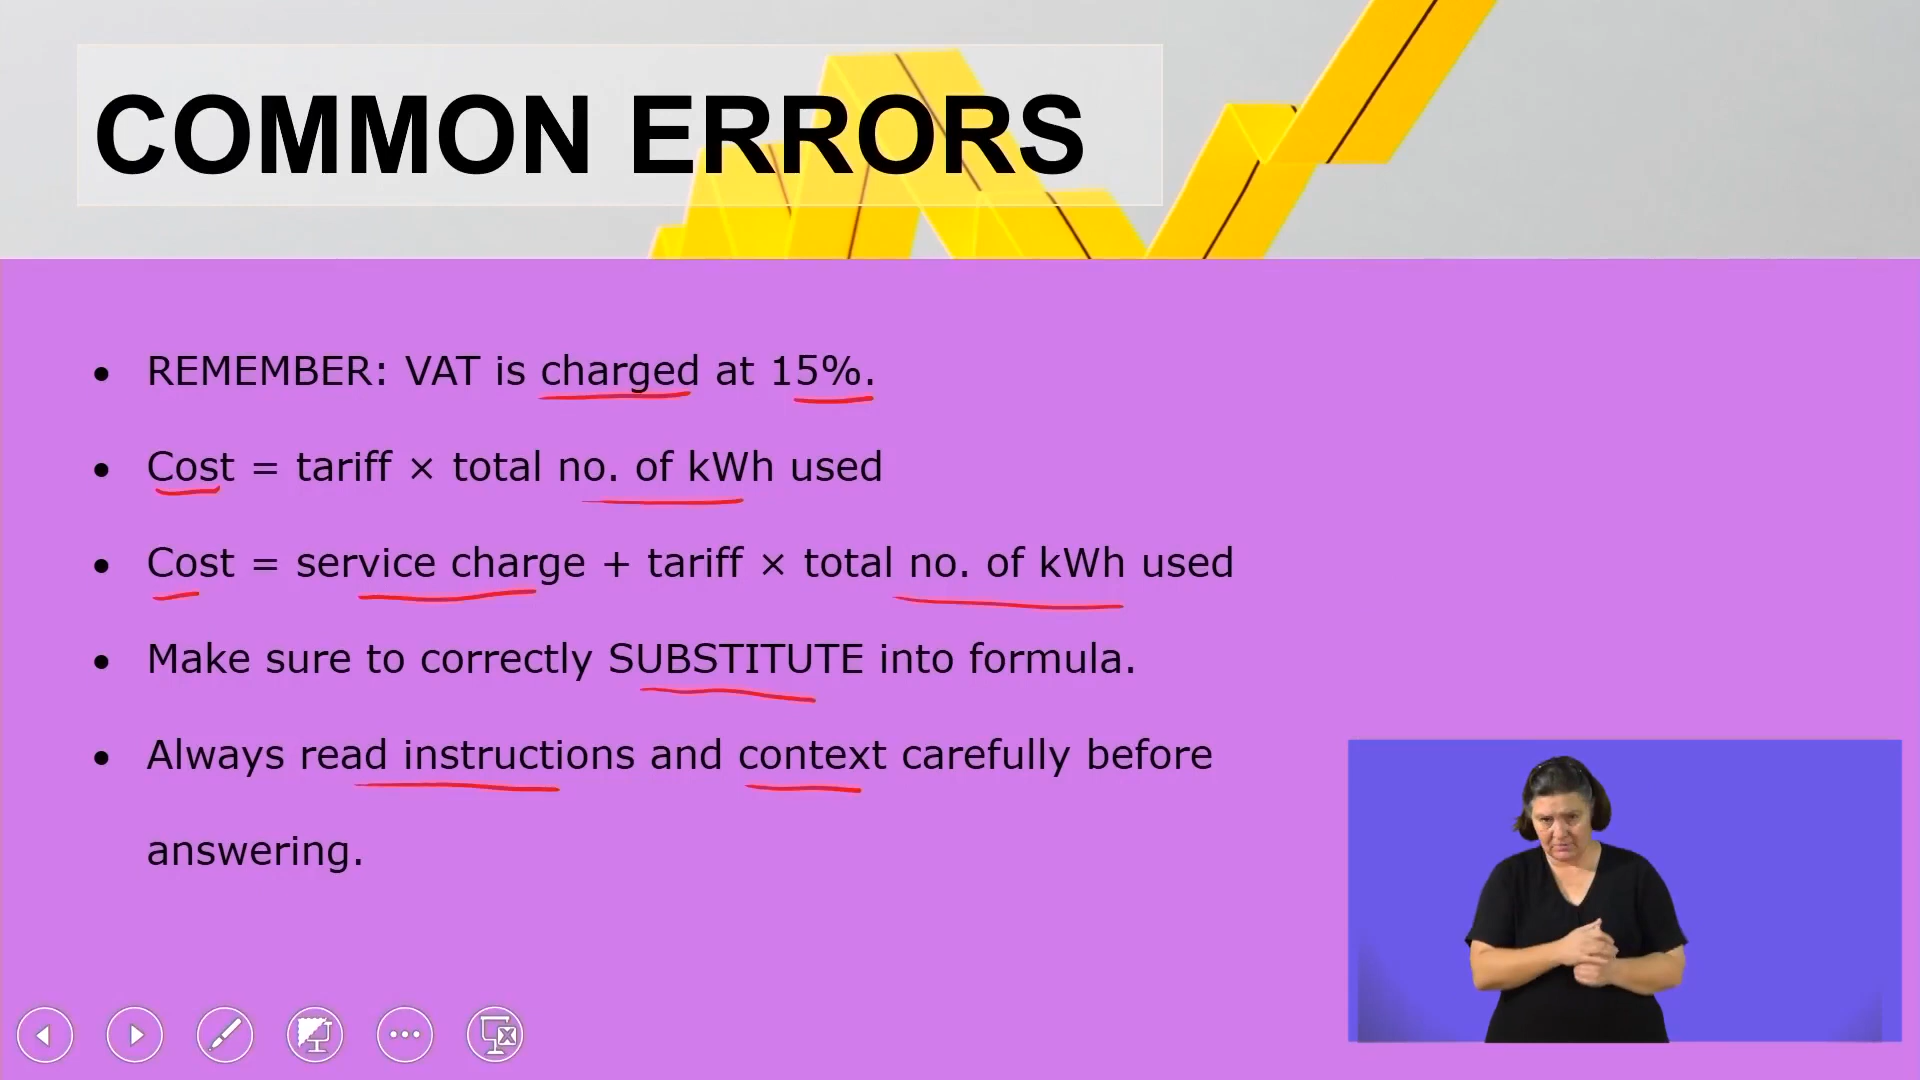 COMMON ERRORS
• REMEMBER: VAT is charged at 15%.
• Cost = tariff × total no. of kWh used
• Cost = service charge + tariff × total no. of kWh used
• Make sure to correctly SUBSTITUTE into formula.
• Always read instructions and context carefully before
answering.